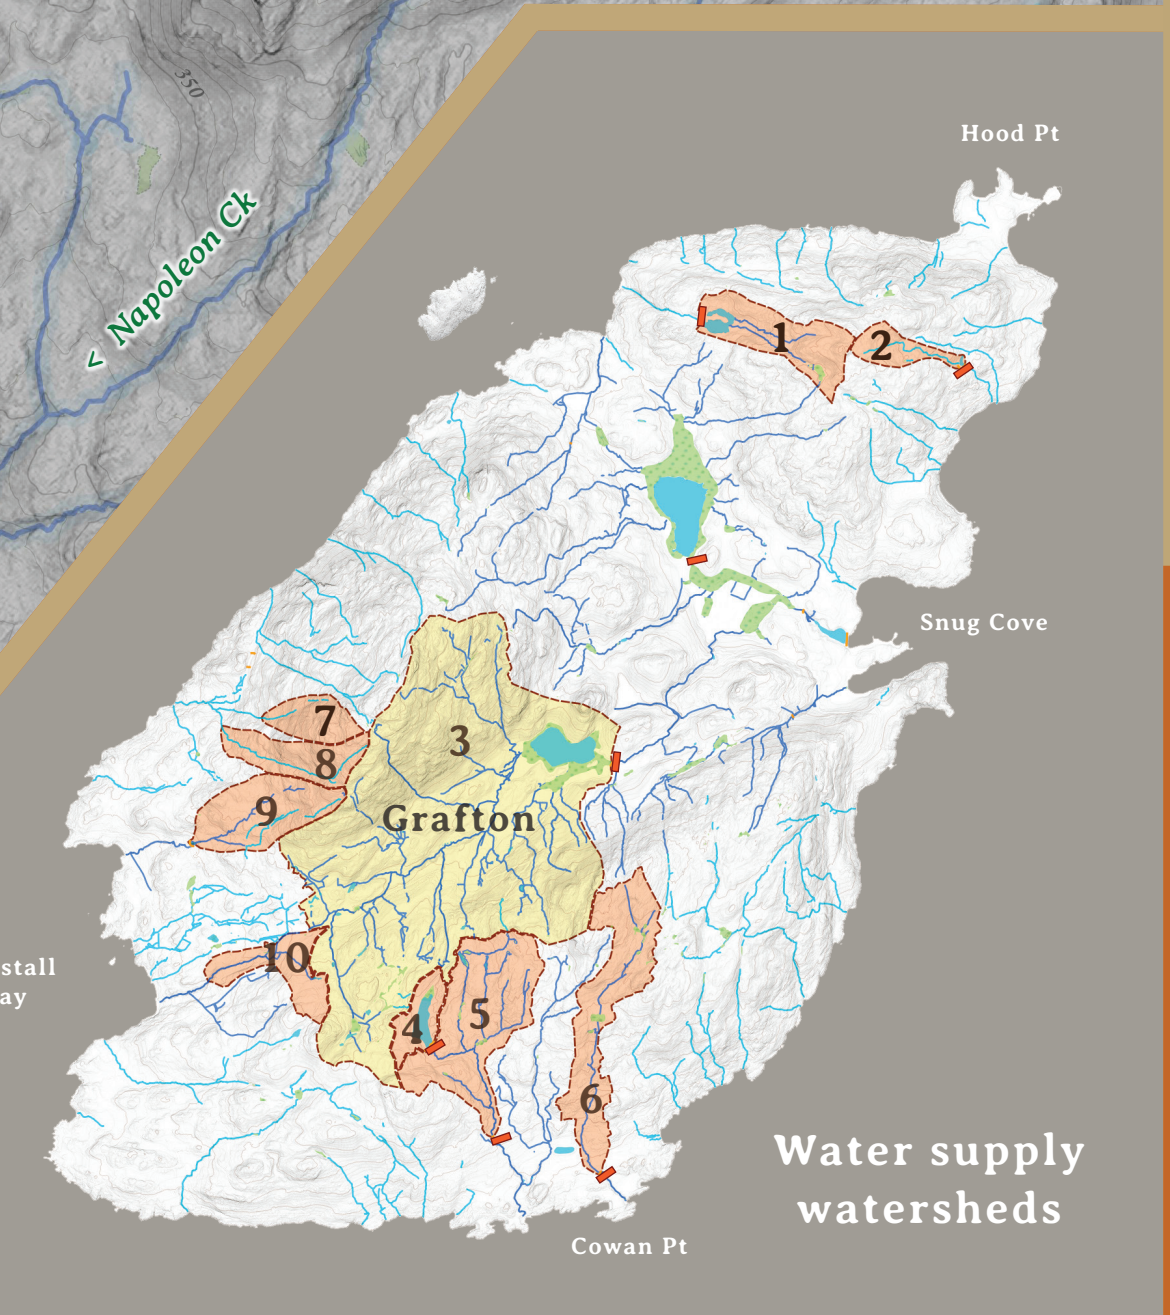 350
Hood Pt
< Napoleon Ck
1
2
Snug Cove
7
3
8
9
Grafton
10
stall
ay
5
4
6
Water supply
watersheds
Cowan Pt